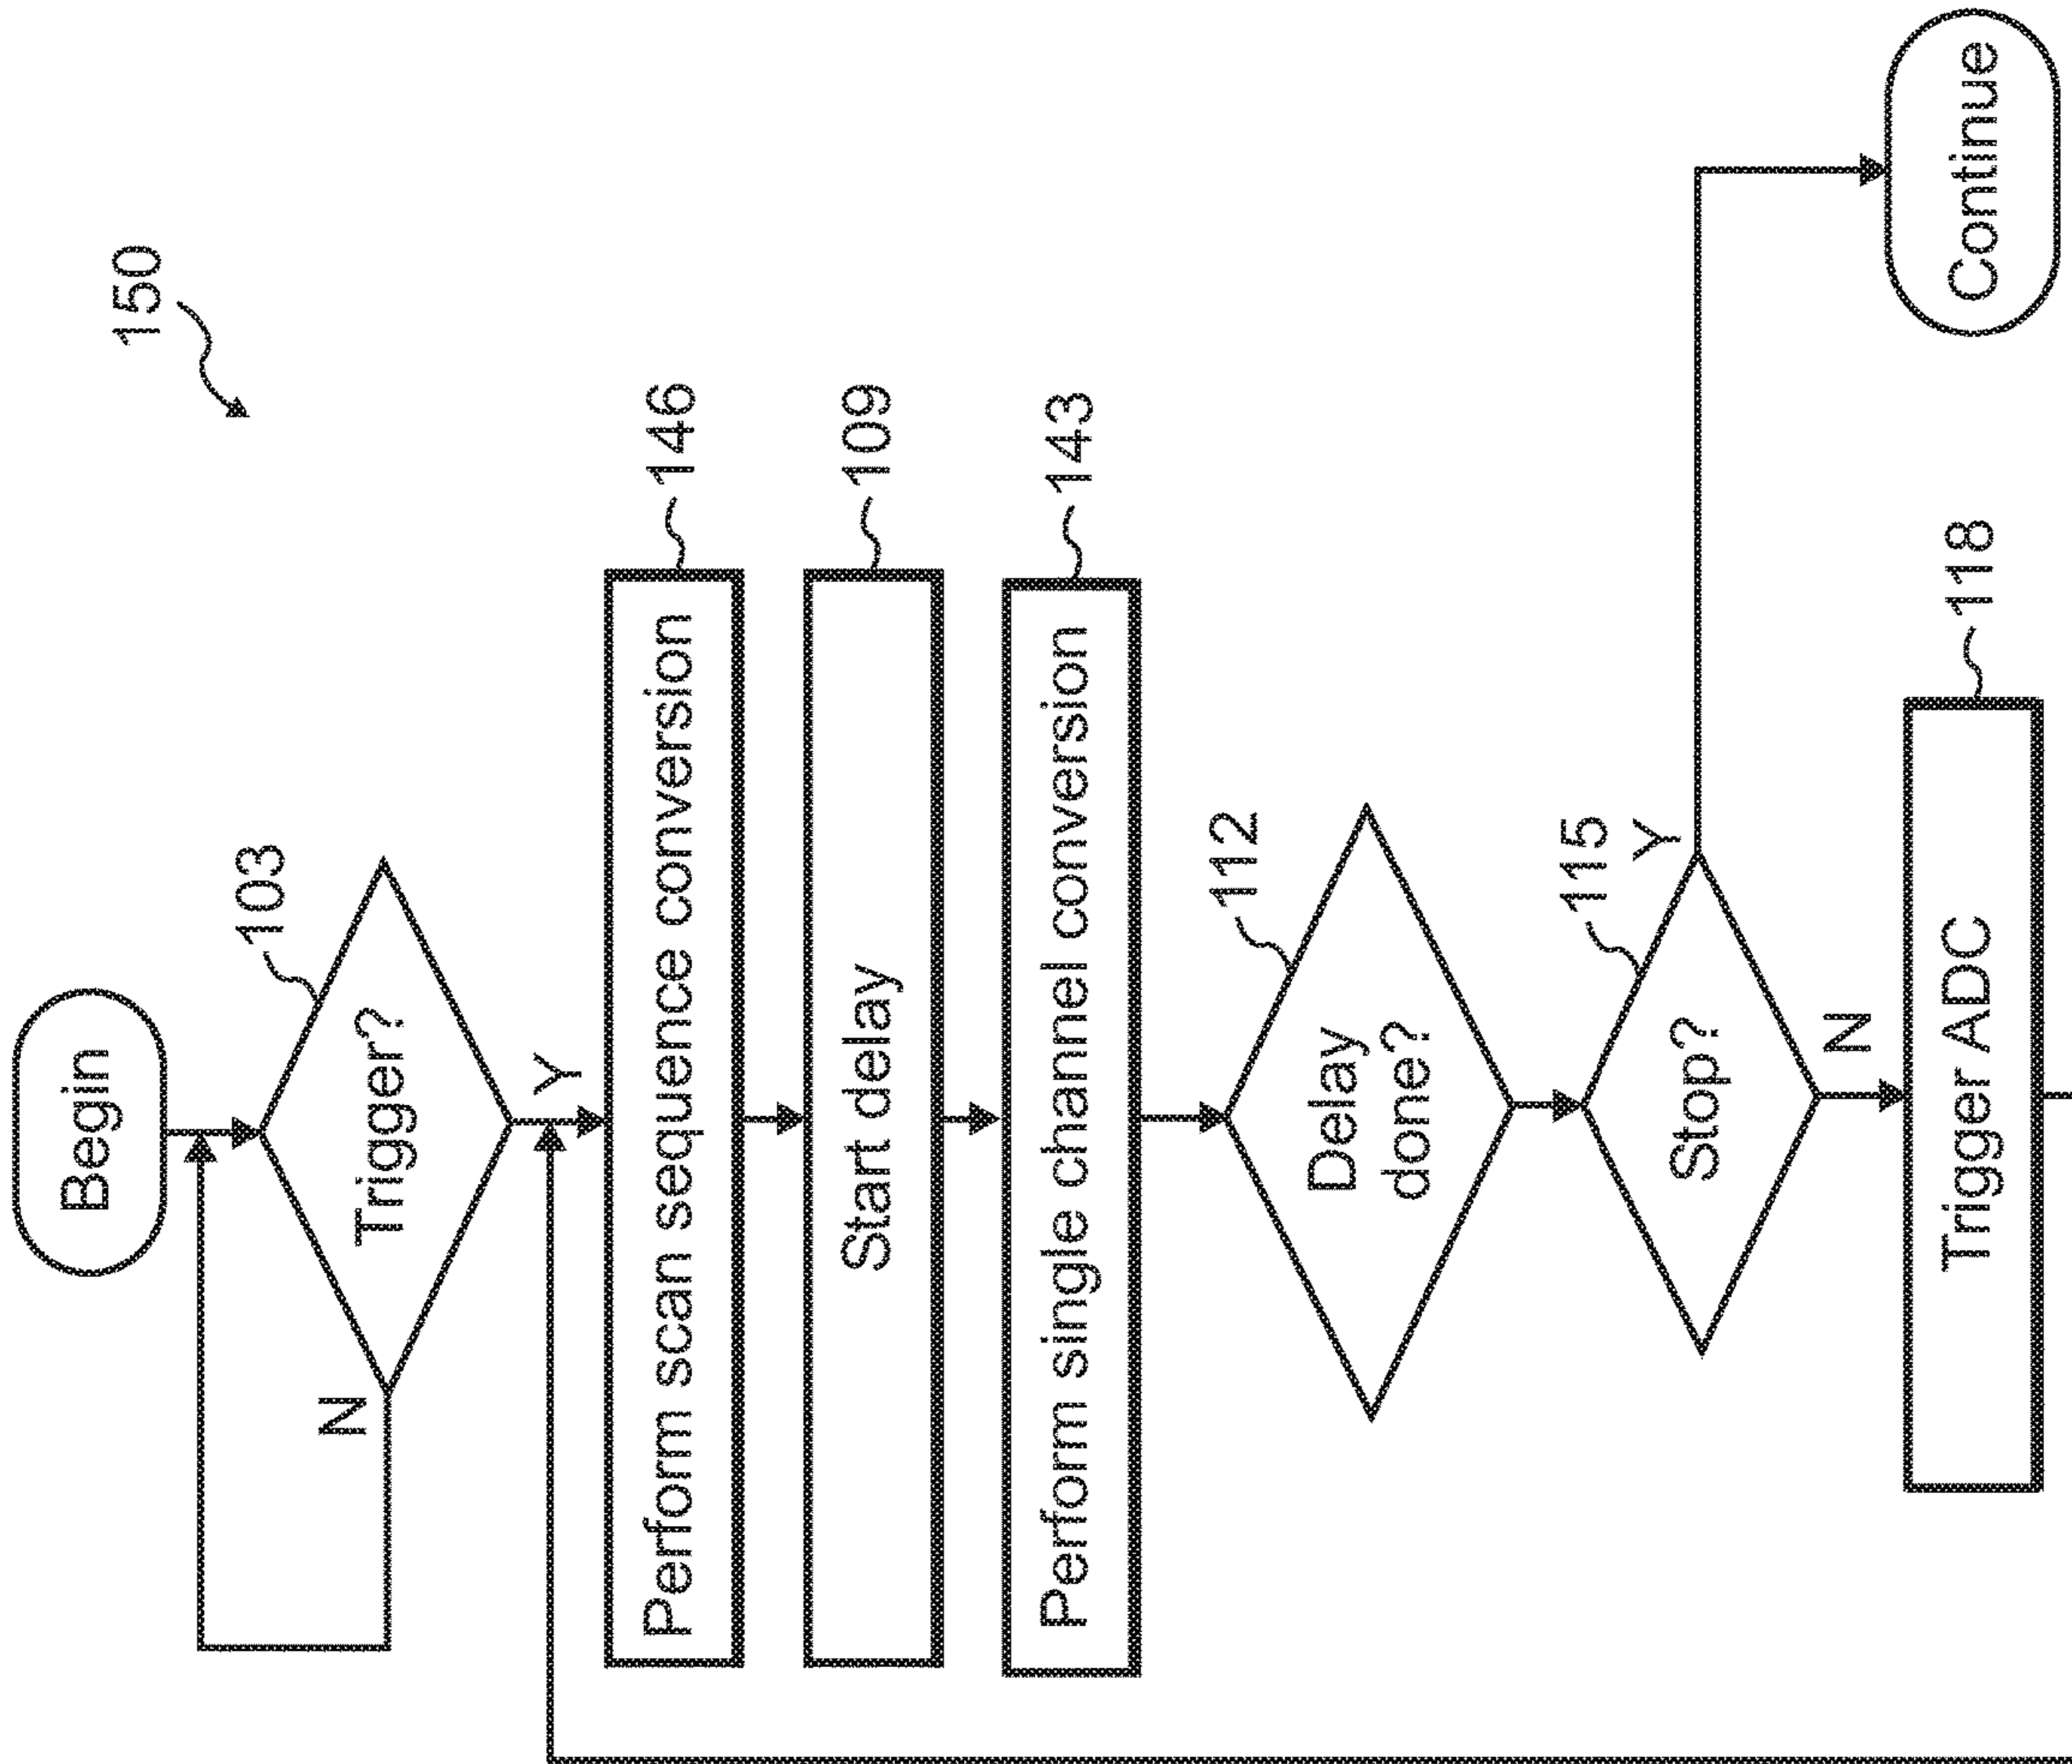 Begin
150
103
Trigger?
N
Y
Perform scan sequence conversion
146
Start delay
109
Perform single channel conversion
143
112
Delay
done?
115
Stop?
Y
N
Continue
Trigger ADC
118